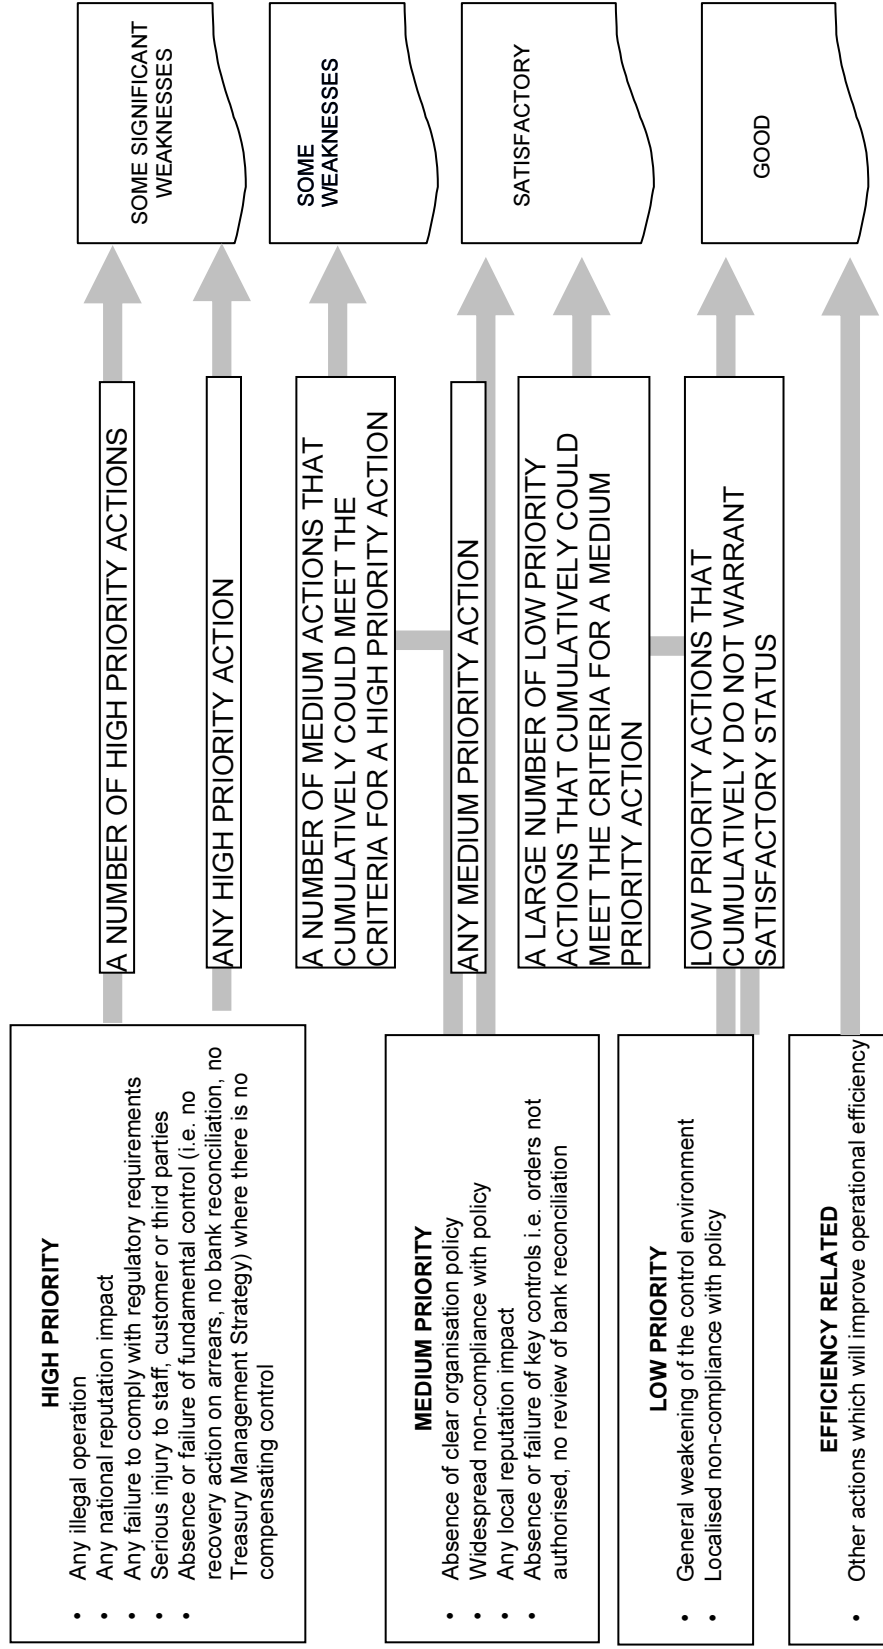 HIGH PRIORITY
• Any illegal operation
• Any national reputation impact
• Any failure to comply with regulatory requirements
• Serious injury to staff, customer or third parties
• Absence or failure of fundamental control (i.e. no
recovery action on arrears, no bank reconciliation, no
Treasury Management Strategy) where there is no
compensating control
A NUMBER OF HIGH PRIORITY ACTIONS
ANY HIGH PRIORITY ACTION
SOME SIGNIFICANT
WEAKNESSES
A NUMBER OF MEDIUM ACTIONS THAT
CUMULATIVELY COULD MEET THE
CRITERIA FOR A HIGH PRIORITY ACTION
SOME
WEAKNESSES
MEDIUM PRIORITY
• Absence of clear organisation policy
• Widespread non-compliance with policy
• Any local reputation impact
• Absence or failure of key controls i.e. orders not
authorised, no review of bank reconciliation
ANY MEDIUM PRIORITY ACTION
A LARGE NUMBER OF LOW PRIORITY
ACTIONS THAT CUMULATIVELY COULD
MEET THE CRITERIA FOR A MEDIUM
PRIORITY ACTION
SATISFACTORY
LOW PRIORITY
• General weakening of the control environment
• Localised non-compliance with policy
LOW PRIORITY ACTIONS THAT
CUMULATIVELY DO NOT WARRANT
SATISFACTORY STATUS
GOOD
EFFICIENCY RELATED
• Other actions which will improve operational efficiency